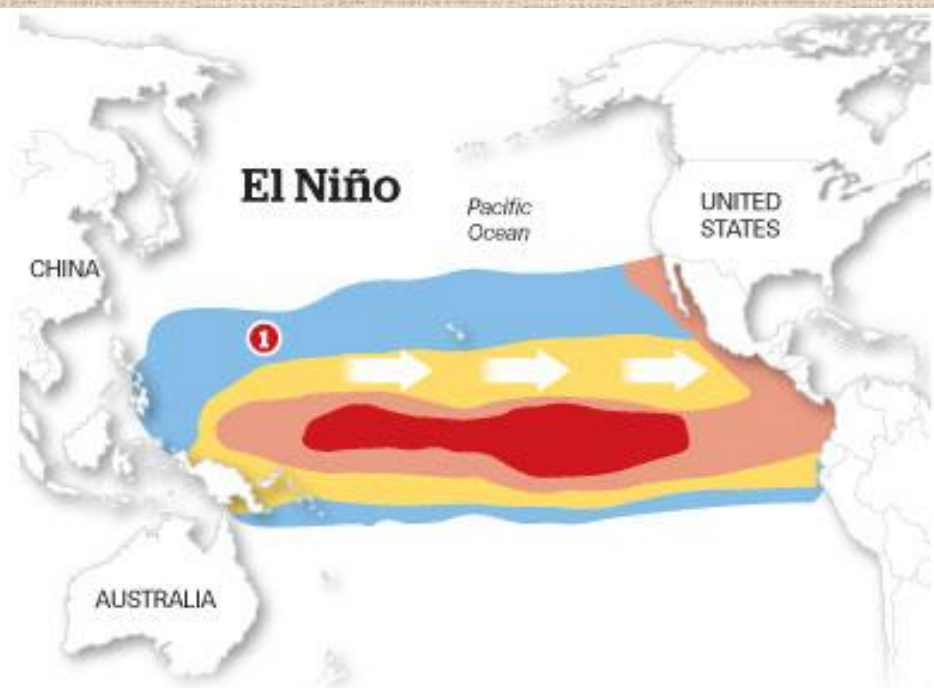 El Niño
Pacific
Ocean
UNITED
STATES
CHINA
1
AUSTRALIA